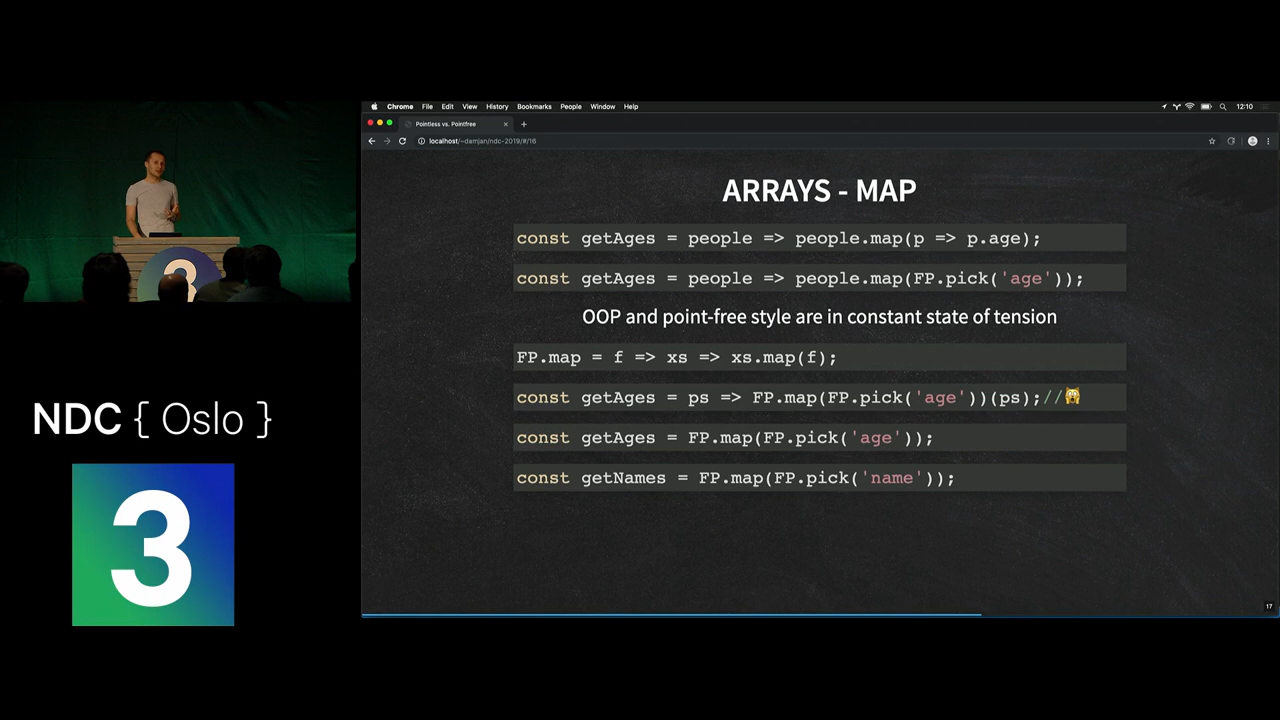 Chrome File Edit View History Bookmarks People Window Help 12:10
Pointless vs. Pointfree
localhost/~damjan/ndc-2019/#/16
ARRAYS - MAP
const getAges = people => people.map(p => p.age);
const getAges = people => people.map(FP.pick('age'));
OOP and point-free style are in constant state of tension
FP.map = f => xs => xs.map(f);
const getAges = ps => FP.map(FP.pick('age'))(ps);//🙀
const getAges = FP.map(FP.pick('age'));
const getNames = FP.map(FP.pick('name'));
17
3
NDC { Oslo }
3